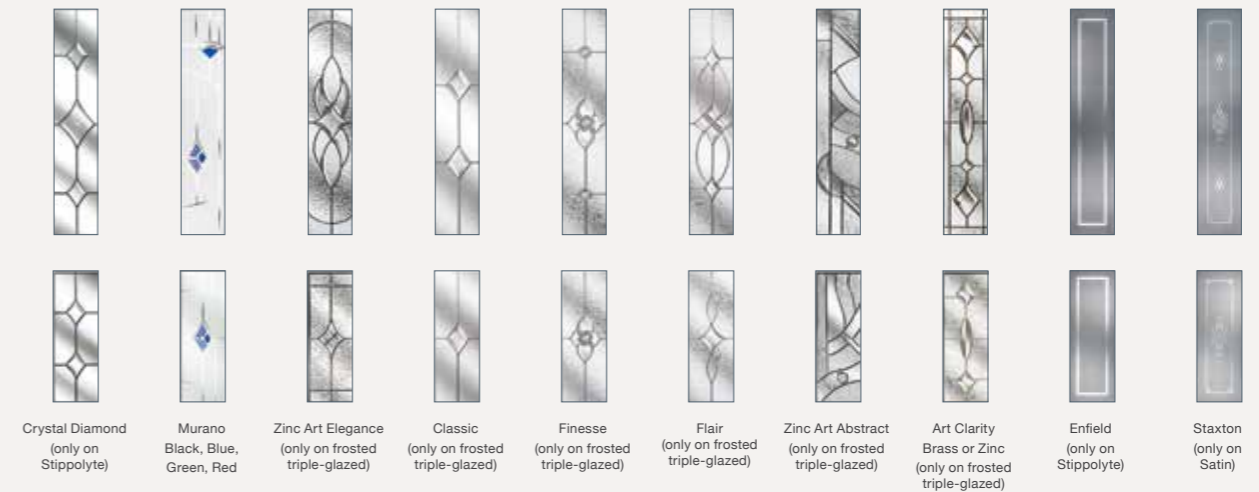 Crystal Diamond
(only on
Stippolyte)
Murano
Black, Blue,
Green, Red
Zinc Art Elegance
(only on frosted
triple-glazed)
Classic
(only on frosted
triple-glazed)
Finesse
(only on frosted
triple-glazed)
Flair
(only on frosted
triple-glazed)
Zinc Art Abstract
(only on frosted
triple-glazed)
Art Clarity
Brass or Zinc
(only on frosted
triple-glazed)
Enfield
(only on
Stippolyte)
Staxton
(only on
Satin)